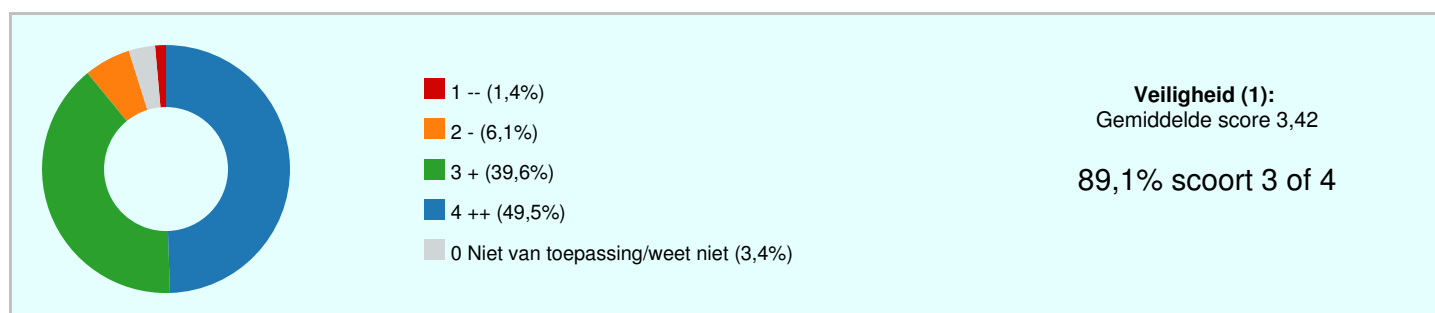 1 -- (1,4%)
2 - (6,1%)
3 + (39,6%)
4 ++ (49,5%)
0 Niet van toepassing/weet niet (3,4%)
Veiligheid (1):
Gemiddelde score 3,42
89,1% scoort 3 of 4